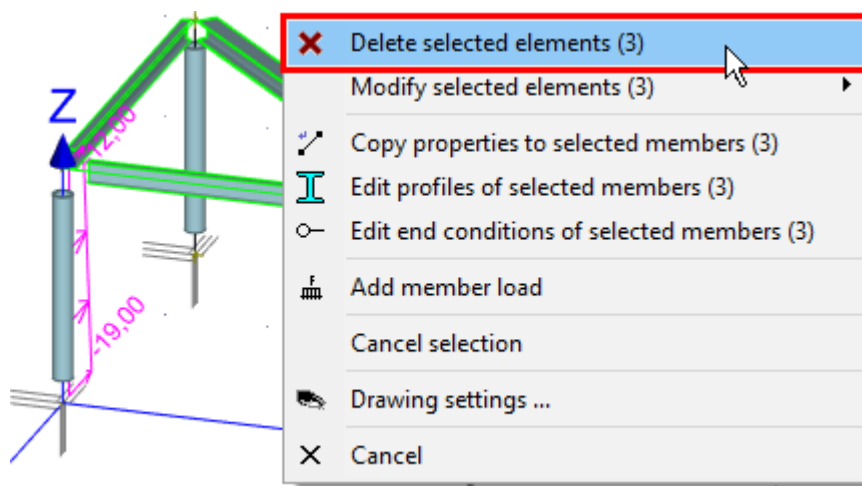 Delete selected elements (3)
Modify selected elements (3)
Copy properties to selected members (3)
Edit profiles of selected members (3)
Edit end conditions of selected members (3)
Add member load
Cancel selection
Drawing settings ...
Cancel
Z
-12,00
-19,00